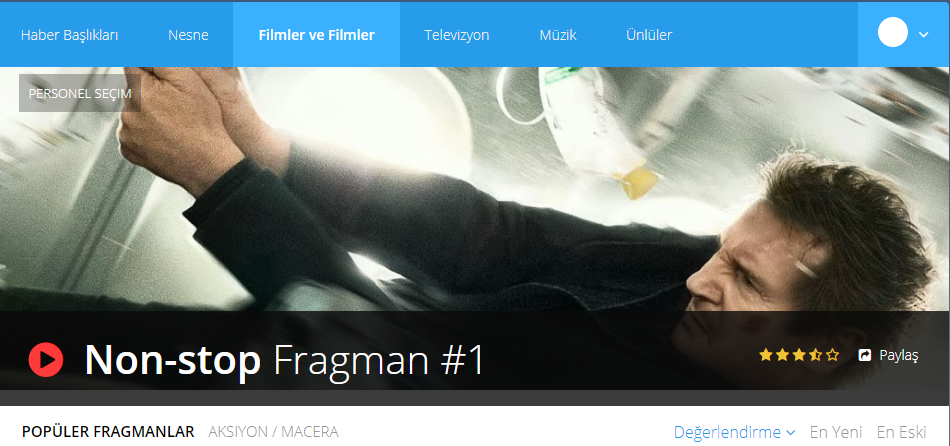 Haber Başlıkları Nesne Filmler ve Filmler Televizyon Müzik Ünlüler
PERSONEL SEÇIM
Non-stop Fragman #1
Paylaş
POPÜLER FRAGMANLAR AKSIYON / MACERA
Değerlendirme En Yeni En Eski